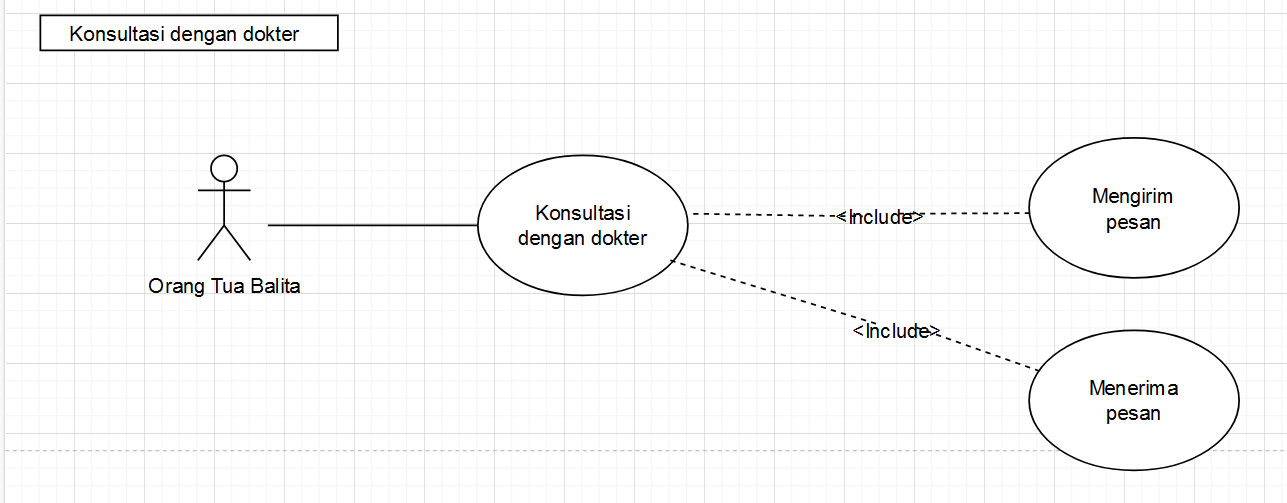 Konsultasi dengan dokter
Orang Tua Balita
Konsultasi
dengan dokter
<Include>
<Include>
Mengirim
pesan
Menerima
pesan